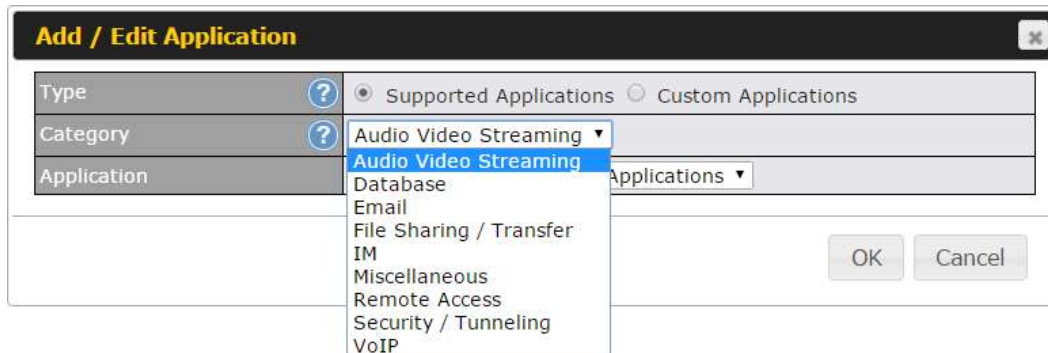 Add / Edit Application
Type ? Supported Applications Custom Applications
Category ? Audio Video Streaming
Application Applications
Audio Video Streaming
Database
Email
File Sharing / Transfer
IM
Miscellaneous
Remote Access
Security / Tunneling
VoIP
OK Cancel